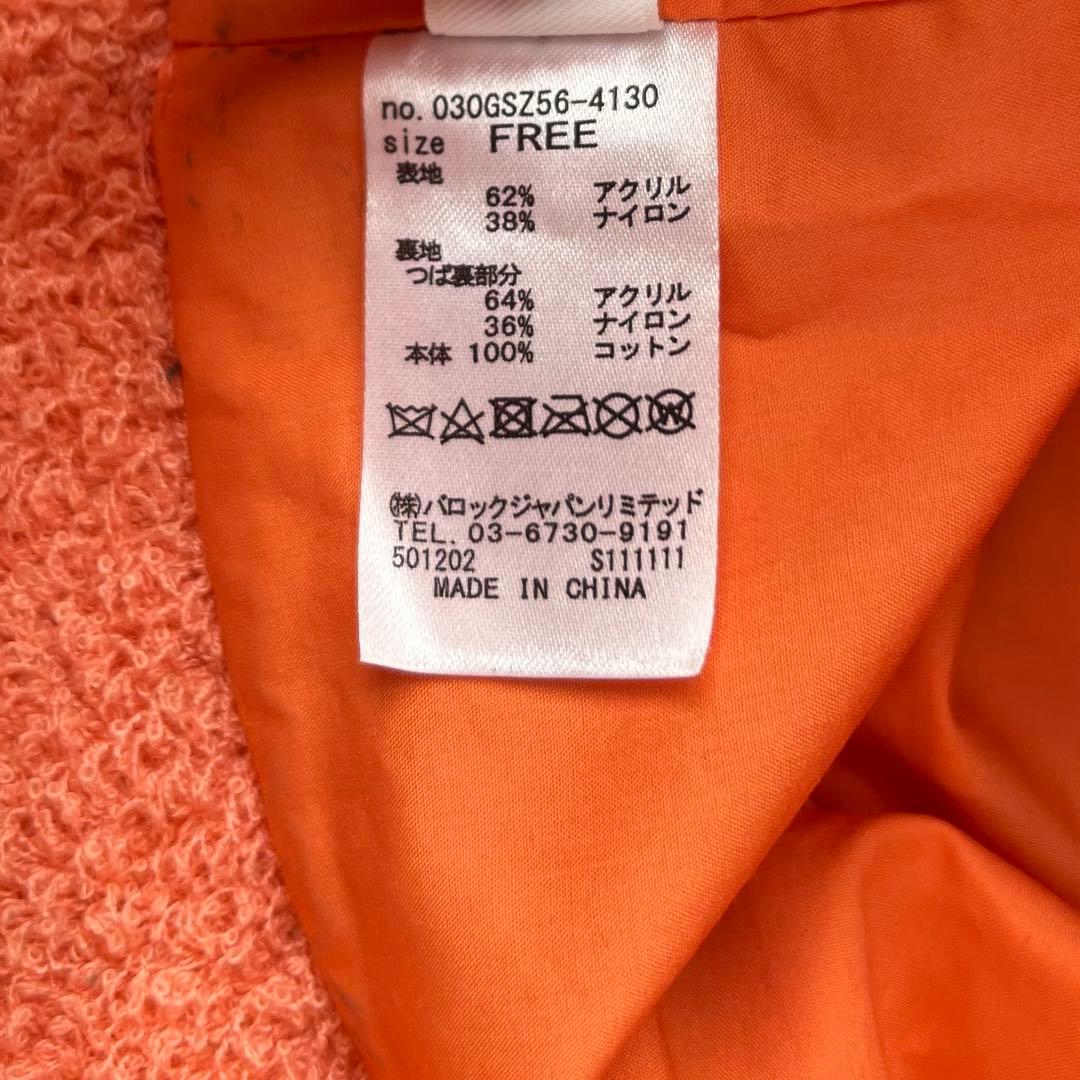 no. 030GSZ56-4130
size FREE
表地
62% アクリル
38% ナイロン
裏地
つば裏部分
64% アクリル
36% ナイロン
本体 100% コットン
㈱バロックジャパンリミテッド
TEL. 03-6730-9191
501202 S111111
MADE IN CHINA